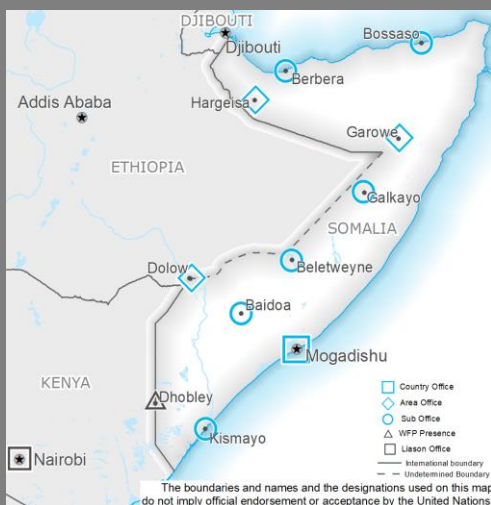 DJIBOUTI
Bossaso
Djibouti
Berbera
Addis Ababa
Hargeisa
Garowe
ETHIOPIA
Galkayo
SOMALIA
Dolow
Beletweyne
Baidoa
Mogadishu
KENYA
Dhobley
Kismayo
Nairobi
Country Office
Area Office
Sub Office
WFP Presence
Liason Office
International boundary
Undetermined Boundary
The boundaries and names and the designations used on this map
do not imply official endorsement or acceptance by the United Nations